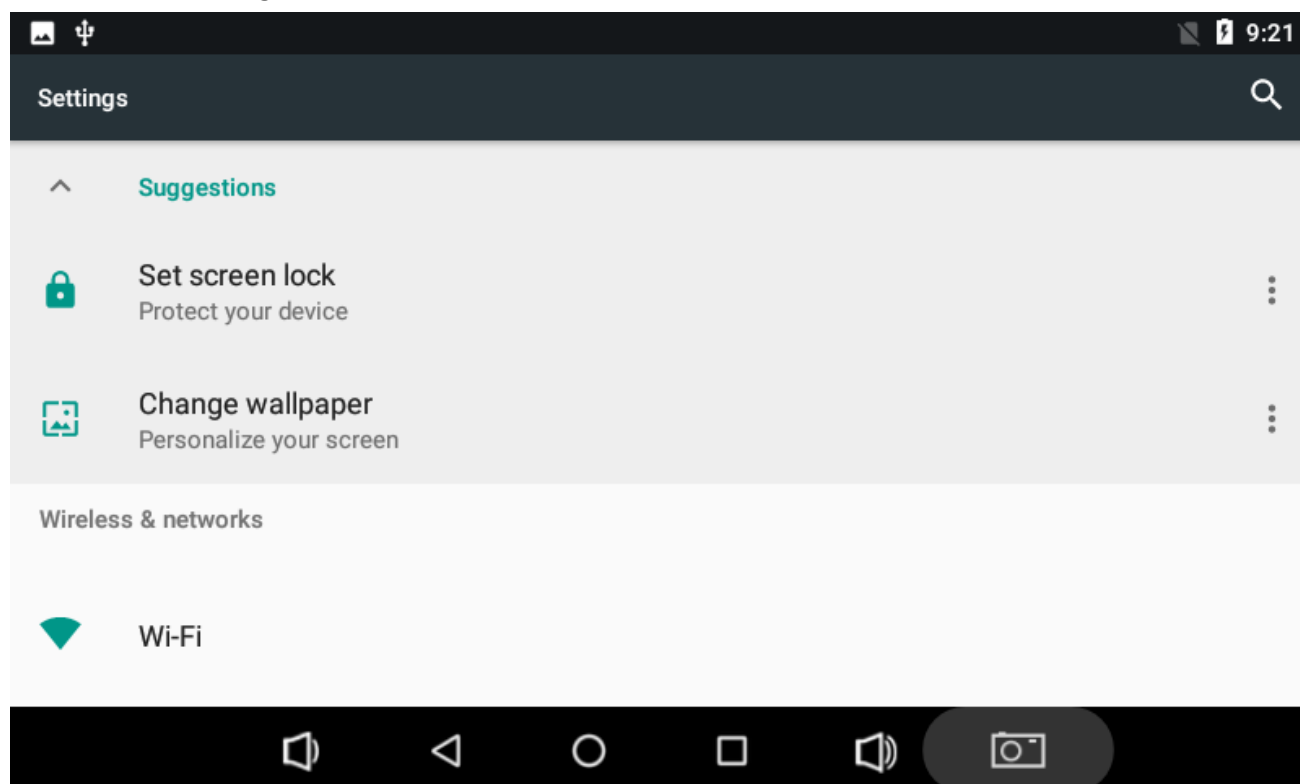 9:21
Settings
Suggestions
Set screen lock
Protect your device
Change wallpaper
Personalize your screen
Wireless & networks
Wi-Fi